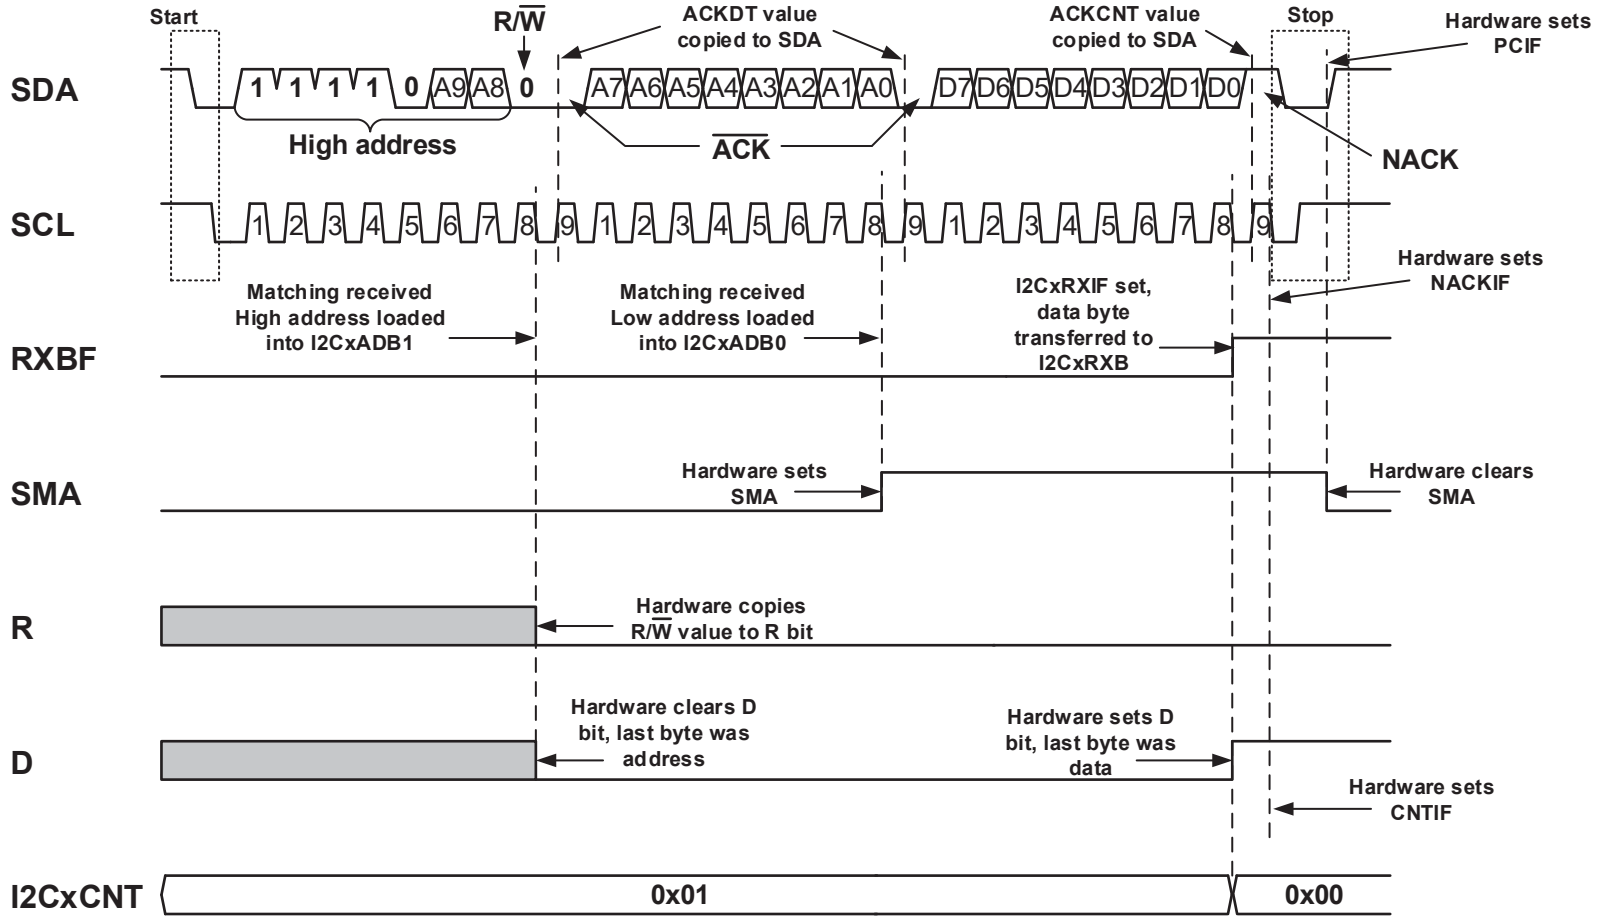 Start
R/W
ACKDT value
copied to SDA
ACKCNT value
copied to SDA
Stop
Hardware sets
PCIF
SDA
1 1 1 1 0 A9 A8 0 A7 A6 A5 A4 A3 A2 A1 A0 D7 D6 D5 D4 D3 D2 D1 D0
High address
ACK
NACK
SCL
1 2 3 4 5 6 7 8 9 1 2 3 4 5 6 7 8 9 1 2 3 4 5 6 7 8 9
Hardware sets
NACKIF
Matching received
High address loaded
into I2CxADB1
Matching received
Low address loaded
into I2CxADB0
I2CxRXIF set,
data byte
transferred to
I2CxRXB
RXBF
SMA
Hardware sets
SMA
Hardware clears
SMA
R
Hardware copies
R/W value to R bit
D
Hardware clears D
bit, last byte was
address
Hardware sets D
bit, last byte was
data
Hardware sets
CNTIF
I2CxCNT
0x01
0x00